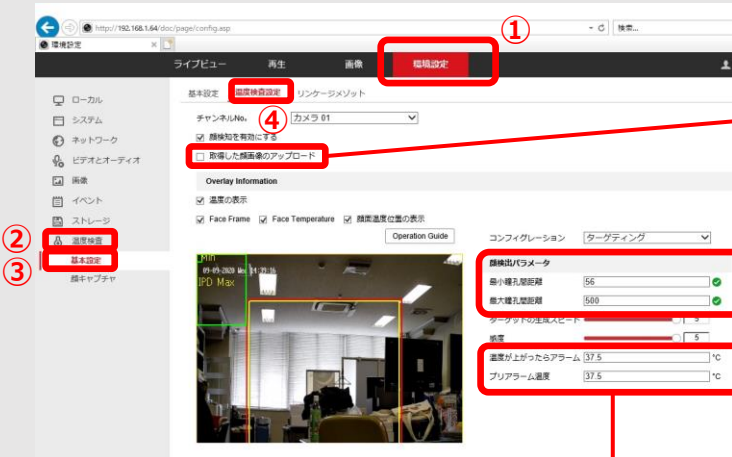 ①
http://192.168.1.64/doc/page/config.asp
検索...
環境設定
ライブビュー 再生 画像 環境設定
ローカル
システム
ネットワーク
ビデオとオーディオ
画像
イベント
ストレージ
② 温度検査
③ 基本設定
顔キャプチャ
基本設定 温度検査設定 リンケージメソッド
④
チャンネルNo. カメラ 01
顔検知を有効にする
取得した顔画像のアップロード
Overlay Information
温度の表示
Face Frame Face Temperature 顔面温度位置の表示
Operation Guide
Min
09-09-2020 Wed 14:39:16
IPD Max
コンフィグレーション ターゲティング
顔検出パラメータ
最小瞳孔間距離 56
最大瞳孔間距離 500
ターゲットの生成スピード 5
感度 5
温度が上がったらアラーム 37.5 °C
プリアラーム温度 37.5 °C